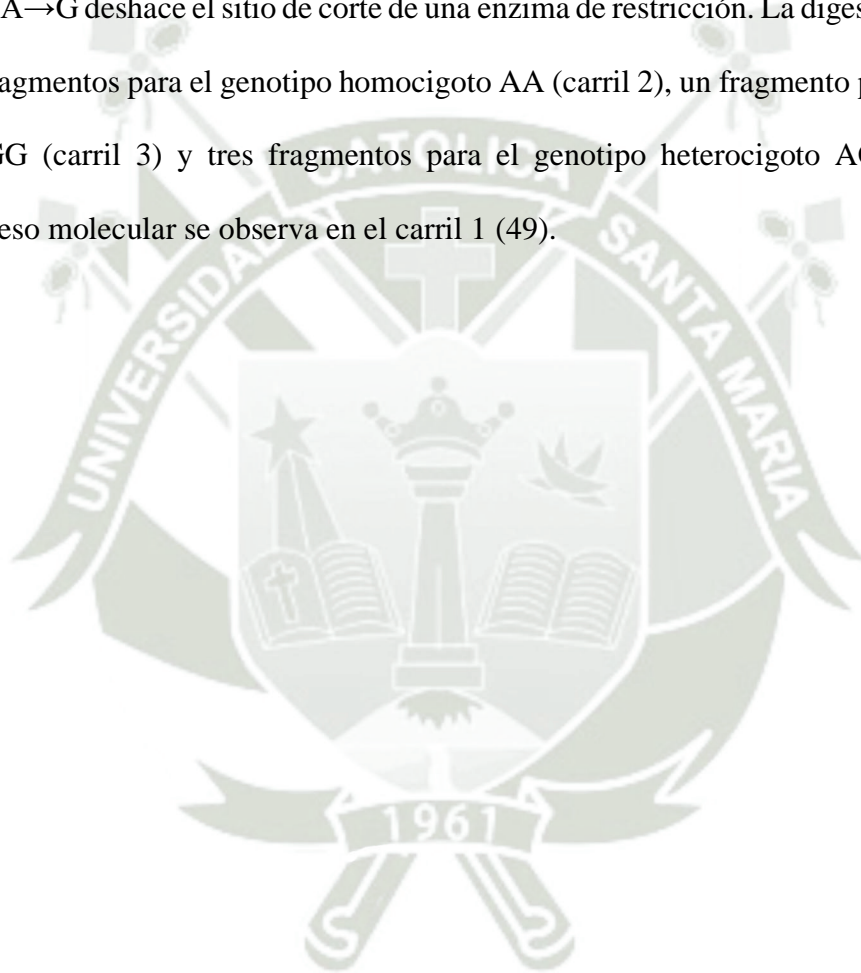 A→G deshace el sitio de corte de una enzima de restricción. La
agmentos para el genotipo homocigoto AA (carril 2), un fragmento
GG (carril 3) y tres fragmentos para el genotipo heterocigoto
eso molecular se observa en el carril 1 (49).
UNIVERSIDAD CATOLICA SANTA MARIA
1961